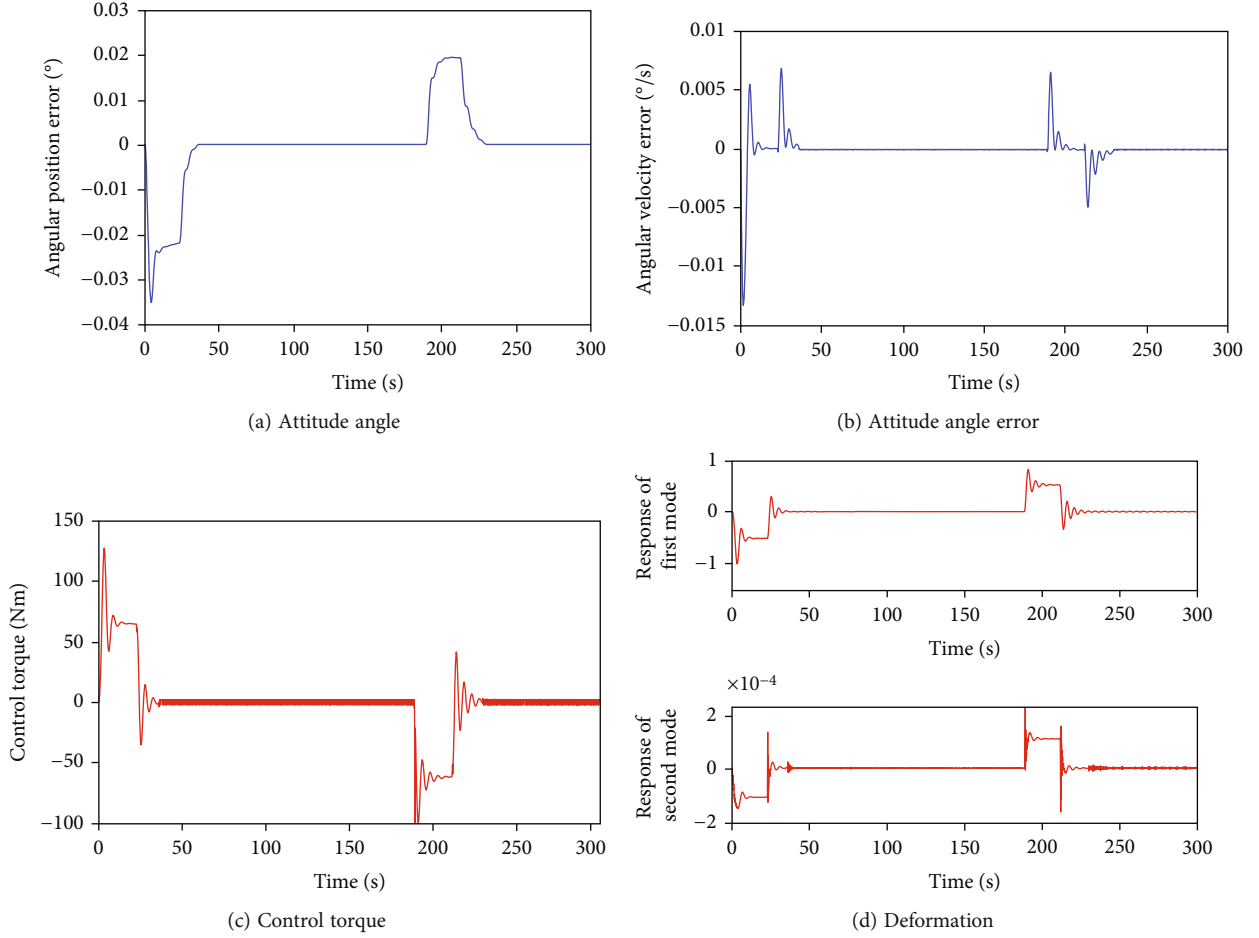 0.03
0.02
0.01
0
−0.01
−0.02
−0.03
−0.04
Angular position error (°)
0 50 100 150 200 250 300
Time (s)
(a) Attitude angle
0.01
0.005
0
−0.005
−0.01
−0.015
Angular velocity error (°/s)
0 50 100 150 200 250 300
Time (s)
(b) Attitude angle error
150
100
50
0
−50
−100
Control torque (Nm)
0 50 100 150 200 250 300
Time (s)
(c) Control torque
1
0
−1
Response of
first mode
0 50 100 150 200 250 300
Time (s)
×10−4
2
0
−2
Response of
second mode
0 50 100 150 200 250 300
Time (s)
(d) Deformation